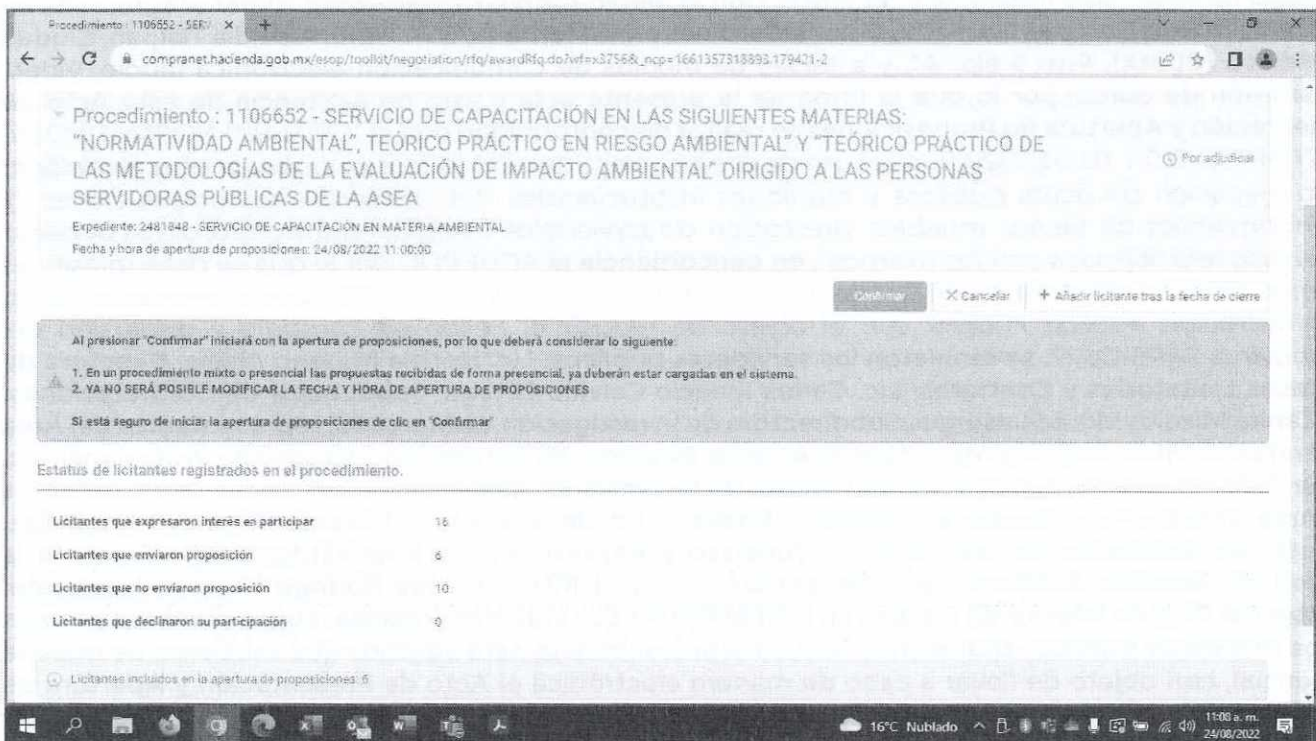 Procedimiento : 1106652 - SERV
compranet.hacienda.gob.mx/esop/toolkit/negotiation/rfq/awardRfq.do?
Procedimiento : 1106652 - SERVICIO DE CAPACITACIÓN EN LAS SIGUIENTES MATERIAS:
"NORMATIVIDAD AMBIENTAL", TEÓRICO PRÁCTICO EN RIESGO AMBIENTAL" Y "TEÓRICO PRÁCTICO DE
LAS METODOLOGÍAS DE LA EVALUACIÓN DE IMPACTO AMBIENTAL" DIRIGIDO A LAS PERSONAS
SERVIDORAS PÚBLICAS DE LA ASEA
Por adjudicar
Expediente: 2481848 - SERVICIO DE CAPACITACIÓN EN MATERIA AMBIENTAL
Fecha y hora de apertura de proposiciones: 24/08/2022 11:00:00
Confirmar
Cancelar
+ Añadir licitante tras la fecha de cierre
Al presionar "Confirmar" iniciará con la apertura de proposiciones, por lo que deberá considerar lo siguiente:
1. En un procedimiento mixto o presencial las propuestas recibidas de forma presencial, ya deberán estar cargadas en el sistema.
2. YA NO SERÁ POSIBLE MODIFICAR LA FECHA Y HORA DE APERTURA DE PROPOSICIONES
Si está seguro de iniciar la apertura de proposiciones de clic en "Confirmar"
Estatus de licitantes registrados en el procedimiento.
Licitantes que expresaron interés en participar 16
Licitantes que enviaron proposición 6
Licitantes que no enviaron proposición 10
Licitantes que declinaron su participación 0
Licitantes incluidos en la apertura de proposiciones:
16°C Nublado
11:08 a. m.
24/08/2022